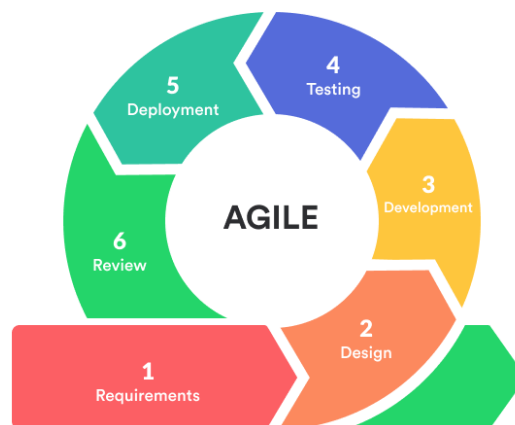 5
Deployment
4
Testing
3
Development
AGILE
6
Review
2
Design
1
Requirements